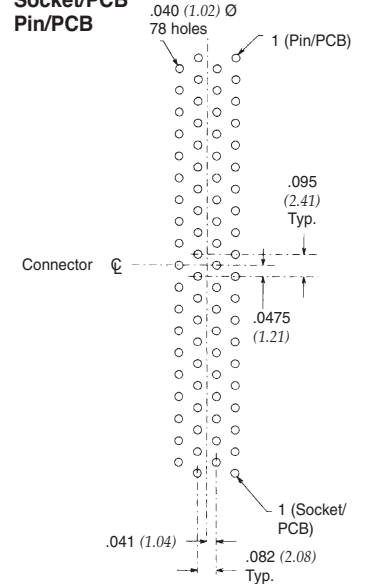 Socket/PCB
Pin/PCB
.040 (1.02) Ø
78 holes
1 (Pin/PCB)
.095
(2.41)
Typ.
Connector ℄
.0475
(1.21)
1 (Socket/
PCB)
.041 (1.04)
.082 (2.08)
Typ.